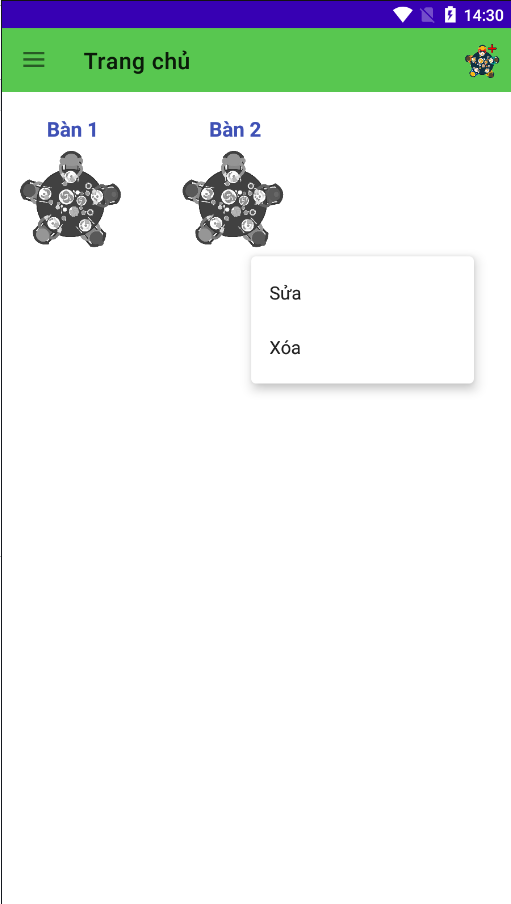 14:30
Trang chủ
Bàn 1
Bàn 2
Sửa
Xóa